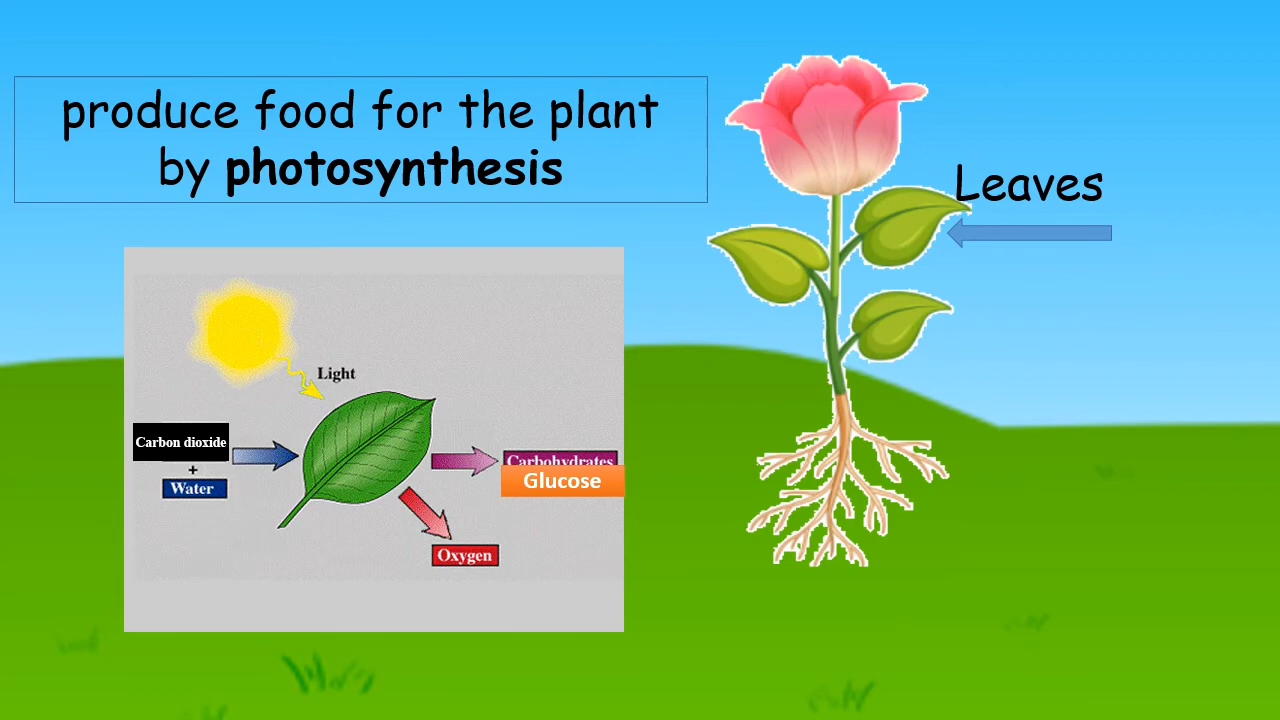 produce food for the plant
by photosynthesis
Leaves
Light
Carbon dioxide
+
Water
Carbohydrates
Glucose
Oxygen